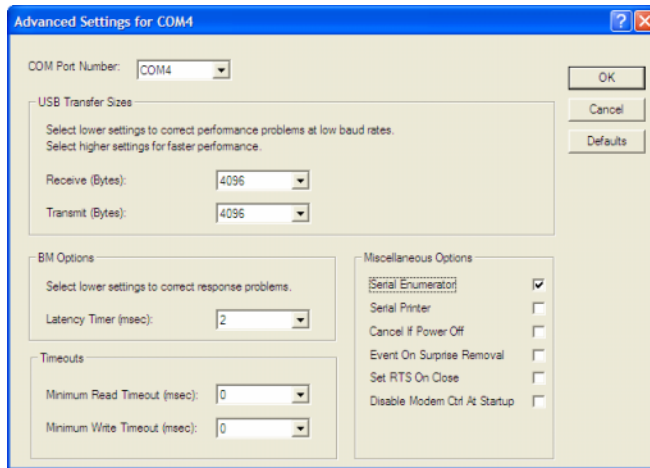 Advanced Settings for COM4
COM Port Number: COM4
OK
Cancel
Defaults
USB Transfer Sizes
Select lower settings to correct performance problems at low baud rates.
Select higher settings for faster performance.
Receive (Bytes): 4096
Transmit (Bytes): 4096
BM Options
Select lower settings to correct response problems.
Latency Timer (msec): 2
Timeouts
Minimum Read Timeout (msec): 0
Minimum Write Timeout (msec): 0
Miscellaneous Options
Serial Enumerator
Serial Printer
Cancel If Power Off
Event On Surprise Removal
Set RTS On Close
Disable Modem Ctrl At Startup